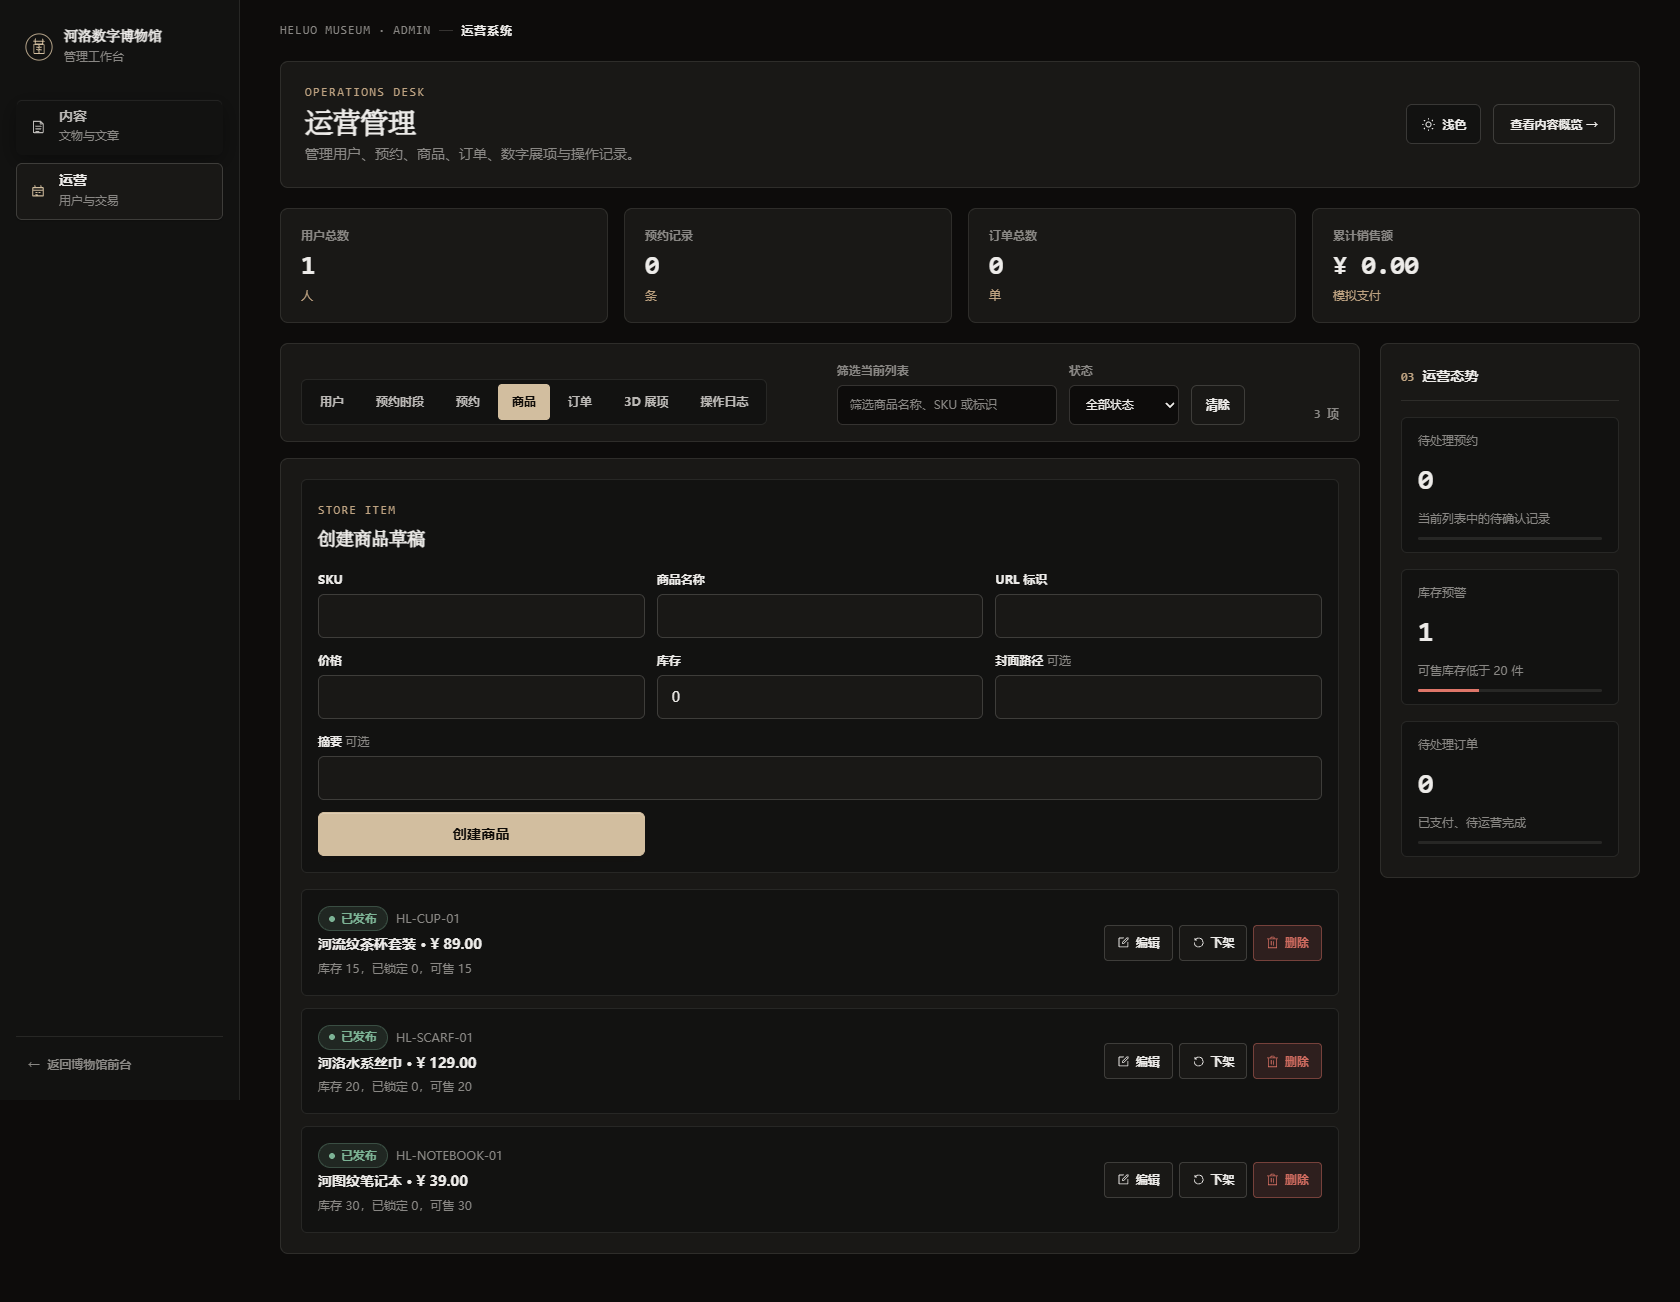 河洛数字博物馆
管理工作台
内容
文物与文章
运营
用户与交易
← 返回博物馆前台
HELUO MUSEUM · ADMIN — 运营系统
OPERATIONS DESK
运营管理
管理用户、预约、商品、订单、数字展项与操作记录。
浅色
查看内容概览 →
用户总数
1
人
预约记录
0
条
订单总数
0
单
累计销售额
¥ 0.00
模拟支付
用户 预约时段 预约 商品 订单 3D 展项 操作日志
筛选当前列表
筛选商品名称、SKU 或标识
状态
全部状态
清除
3 项
STORE ITEM
创建商品草稿
SKU
商品名称
URL 标识
价格
库存
0
封面路径 可选
摘要 可选
创建商品
已发布 HL-CUP-01
河流纹茶杯套装 • ¥ 89.00
库存 15，已锁定 0，可售 15
编辑 下架 删除
已发布 HL-SCARF-01
河洛水系丝巾 • ¥ 129.00
库存 20，已锁定 0，可售 20
编辑 下架 删除
已发布 HL-NOTEBOOK-01
河图纹笔记本 • ¥ 39.00
库存 30，已锁定 0，可售 30
编辑 下架 删除
03 运营态势
待处理预约
0
当前列表中的待确认记录
库存预警
1
可售库存低于 20 件
待处理订单
0
已支付、待运营完成